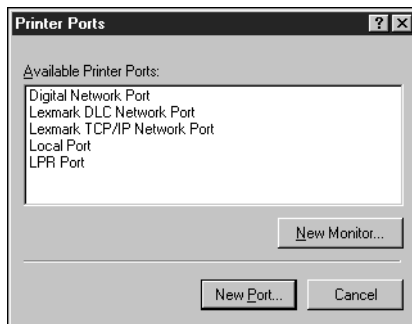 Printer Ports
? ×
Available Printer Ports:
Digital Network Port
Lexmark DLC Network Port
Lexmark TCP/IP Network Port
Local Port
LPR Port
New Monitor...
New Port... Cancel